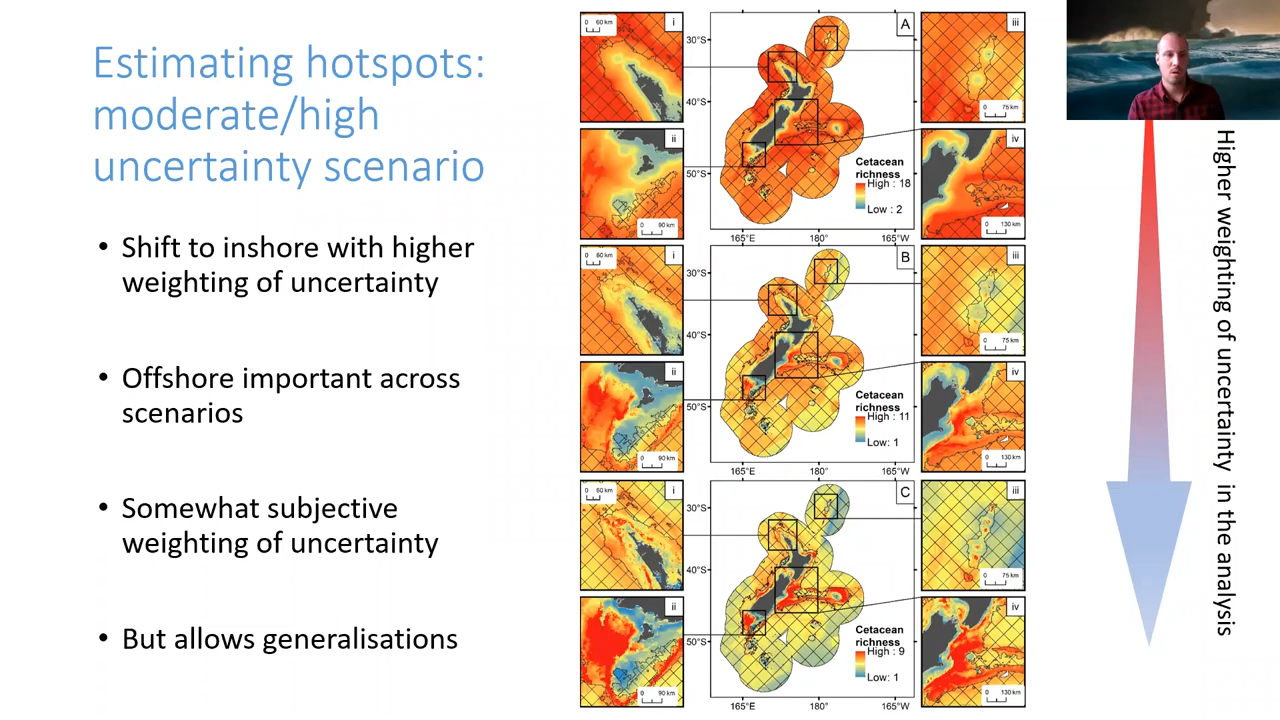 Estimating hotspots:
moderate/high
uncertainty scenario
• Shift to inshore with higher
weighting of uncertainty
• Offshore important across
scenarios
• Somewhat subjective
weighting of uncertainty
• But allows generalisations
0 60 km
i
ii
0 90 km
A
30°S
40°S
50°S
165°E
180°
165°W
Cetacean
richness
High : 18
Low : 2
iii
0 75 km
iv
0 130 km
0 60 km
i
ii
0 90 km
B
30°S
40°S
50°S
165°E
180°
165°W
Cetacean
richness
High : 11
Low: 1
iii
0 75 km
iv
0 130 km
0 60 km
i
ii
0 90 km
C
30°S
40°S
50°S
165°E
180°
165°W
Cetacean
richness
High : 9
Low: 1
iii
0 75 km
iv
0 130 km
Higher weighting of uncertainty in the analysis